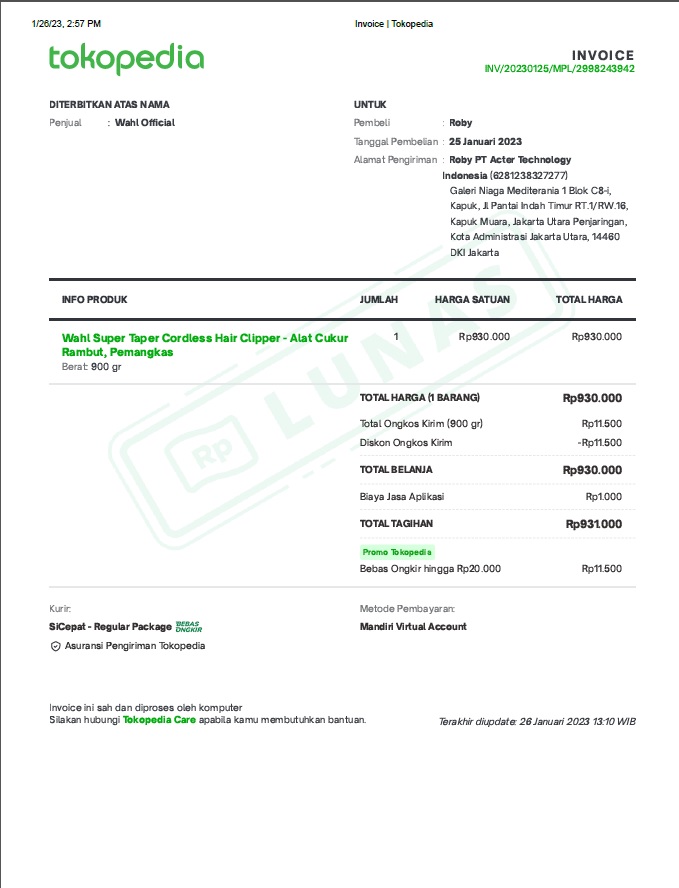 1/26/23, 2:57 PM Invoice | Tokopedia
tokopedia
INVOICE
INV/20230125/MPL/2998243942
DITERBITKAN ATAS NAMA
Penjual : Wahl Official
UNTUK
Pembeli : Roby
Tanggal Pembelian : 25 Januari 2023
Alamat Pengiriman : Roby PT Acter Technology
Indonesia (6281238327277)
Galeri Niaga Mediterania 1 Blok C8-i,
Kapuk, Jl Pantai Indah Timur RT.1/RW.16,
Kapuk Muara, Jakarta Utara Penjaringan,
Kota Administrasi Jakarta Utara, 14460
DKI Jakarta
INFO PRODUK JUMLAH HARGA SATUAN TOTAL HARGA
Wahl Super Taper Cordless Hair Clipper - Alat Cukur 1 Rp930.000 Rp930.000
Rambut, Pemangkas
Berat: 900 gr
Rp LUNAS
TOTAL HARGA (1 BARANG) Rp930.000
Total Ongkos Kirim (900 gr) Rp11.500
Diskon Ongkos Kirim -Rp11.500
TOTAL BELANJA Rp930.000
Biaya Jasa Aplikasi Rp1.000
TOTAL TAGIHAN Rp931.000
Promo Tokopedia
Bebas Ongkir hingga Rp20.000 Rp11.500
Kurir:
SiCepat - Regular Package BEBAS ONGKIR
Asuransi Pengiriman Tokopedia
Metode Pembayaran:
Mandiri Virtual Account
Invoice ini sah dan diproses oleh komputer
Silakan hubungi Tokopedia Care apabila kamu membutuhkan bantuan.
Terakhir diupdate: 26 Januari 2023 13:10 WIB